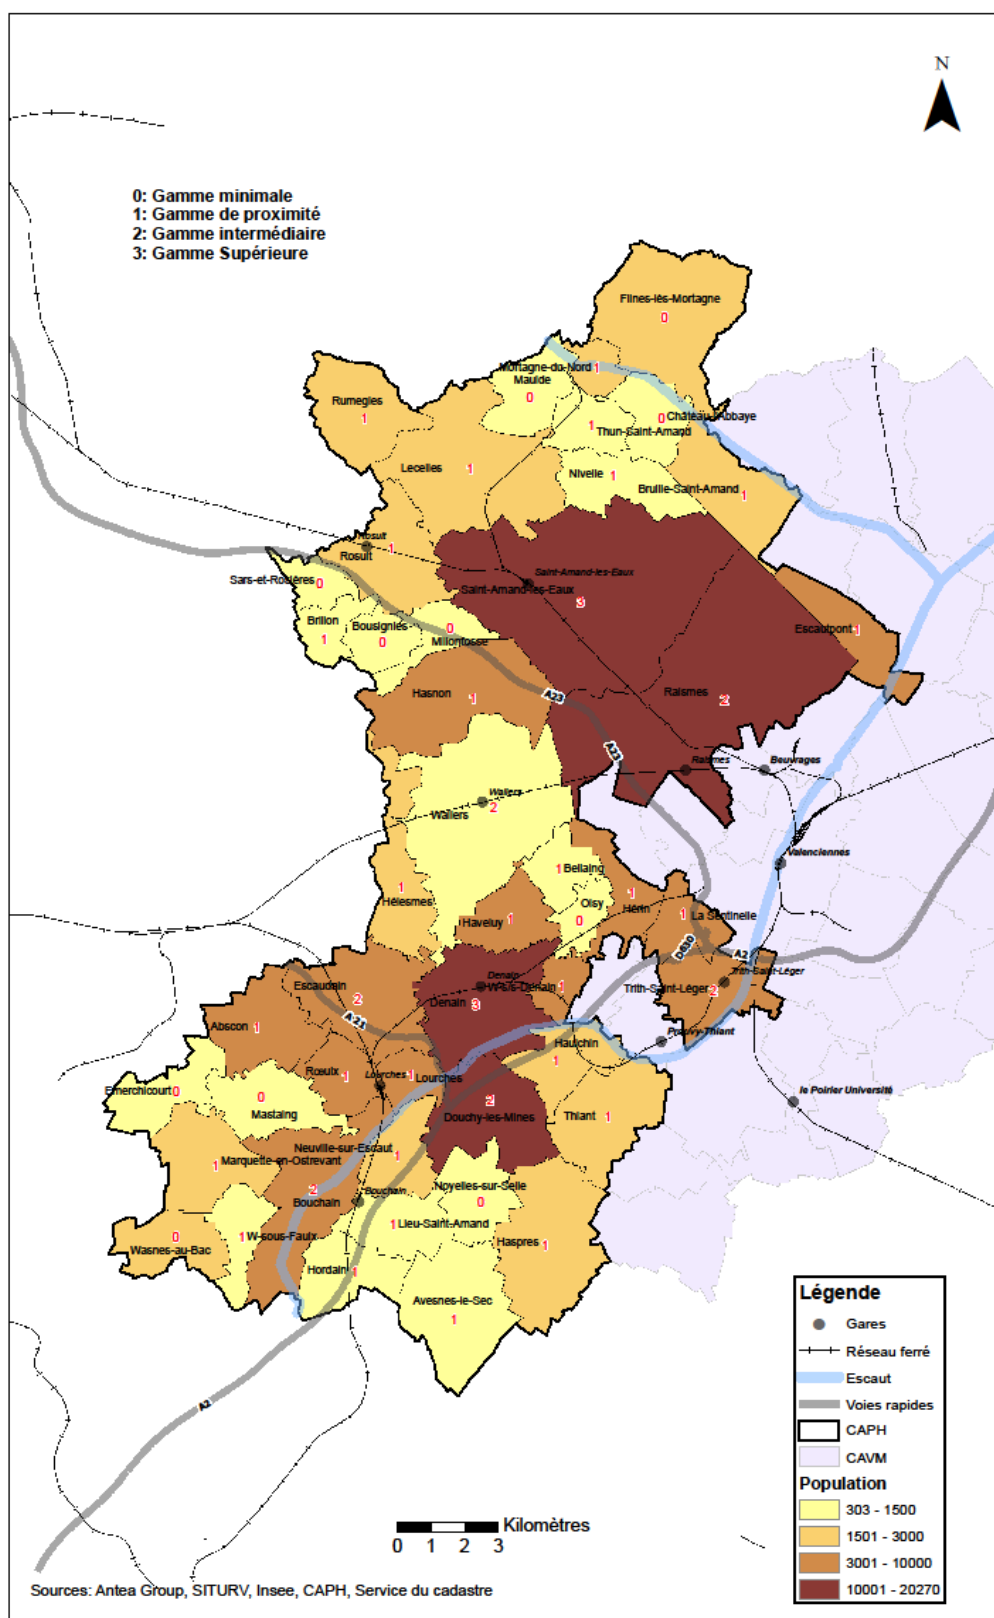 N
0: Gamme minimale
1: Gamme de proximité
2: Gamme intermédiaire
3: Gamme Supérieure
Flines-lès-Mortagne
0
Mortagne-du-Nord 1
Maulde
0
Rumegies
1
0 Château-l'Abbaye
1
Thun-Saint-Amand
Lecelles 1
Nivelle 1
Bruille-Saint-Amand 1
Rosult
1
Rosult
Saint-Amand-les-Eaux
Saint-Amand-les-Eaux
3
Sars-et-Rosières
0
Brillon
1
Bousignies
0
0
Millonfosse
Escautpont 1
Hasnon 1
A23
Raismes
2
A23
Raismes
Beuvrages
Wallers
Wallers 2
Valenciennes
1 Bellaing
1
Hélesmes
Oisy
0
1
Hérin
1
La Sentinelle
Haveluy 1
D630
A2
Trith-Saint-Léger
Trith-Saint-Léger 2
Denain
Denain 3
W-L/s-Denain 1
Escaudain
2
A 21
Abscon 1
Prouvy-Thiant
Haulchin
1
Rœulx 1
Lourches 1 Lourches
le Poirier Université
Emerchicourt 0
0
Mastaing
2
Douchy-les-Mines
Thiant 1
Neuville-sur-Escaut
1
Marquette-en-Ostrevant
1
2
Bouchain
Bouchain
Noyelles-sur-Selle
0
1 Lieu-Saint-Amand
0
Wasnes-au-Bac
1 W-sous-Faulx
Haspres 1
Hordain 1
Avesnes-le-Sec
1
A2
Légende
Gares
Réseau ferré
Escaut
Voies rapides
CAPH
CAVM
Population
303 - 1500
1501 - 3000
3001 - 10000
10001 - 20270
Kilomètres
0 1 2 3
Sources: Antea Group, SITURV, Insee, CAPH, Service du cadastre